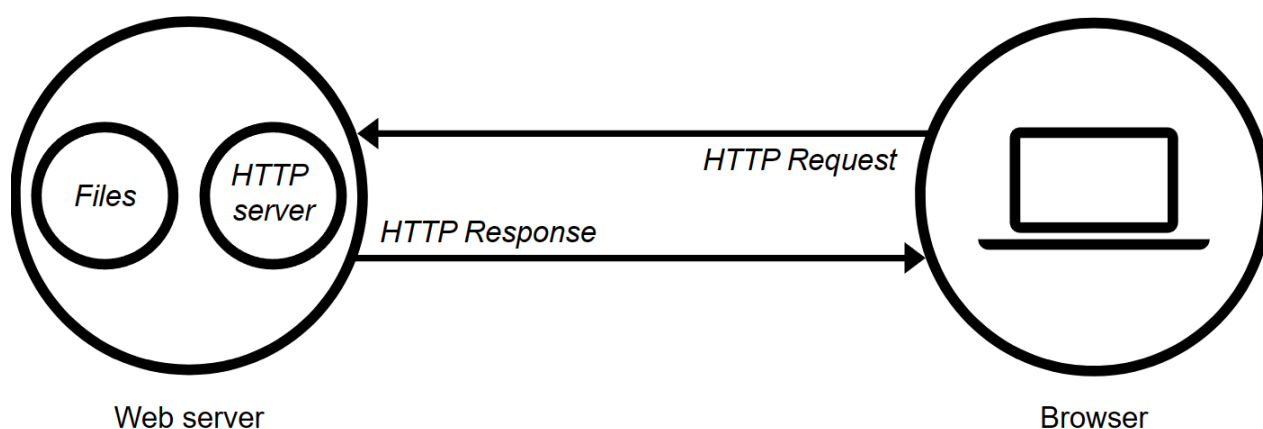 Files
HTTP
server
HTTP Request
HTTP Response
Web server
Browser